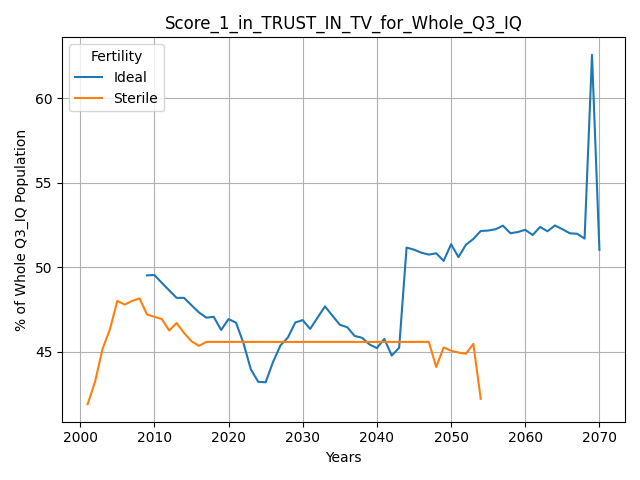 Score_1_in_TRUST_IN_TV_for_Whole_Q3_IQ
Fertility
Ideal
Sterile
% of Whole Q3_IQ Population
60
55
50
45
2000 2010 2020 2030 2040 2050 2060 2070
Years